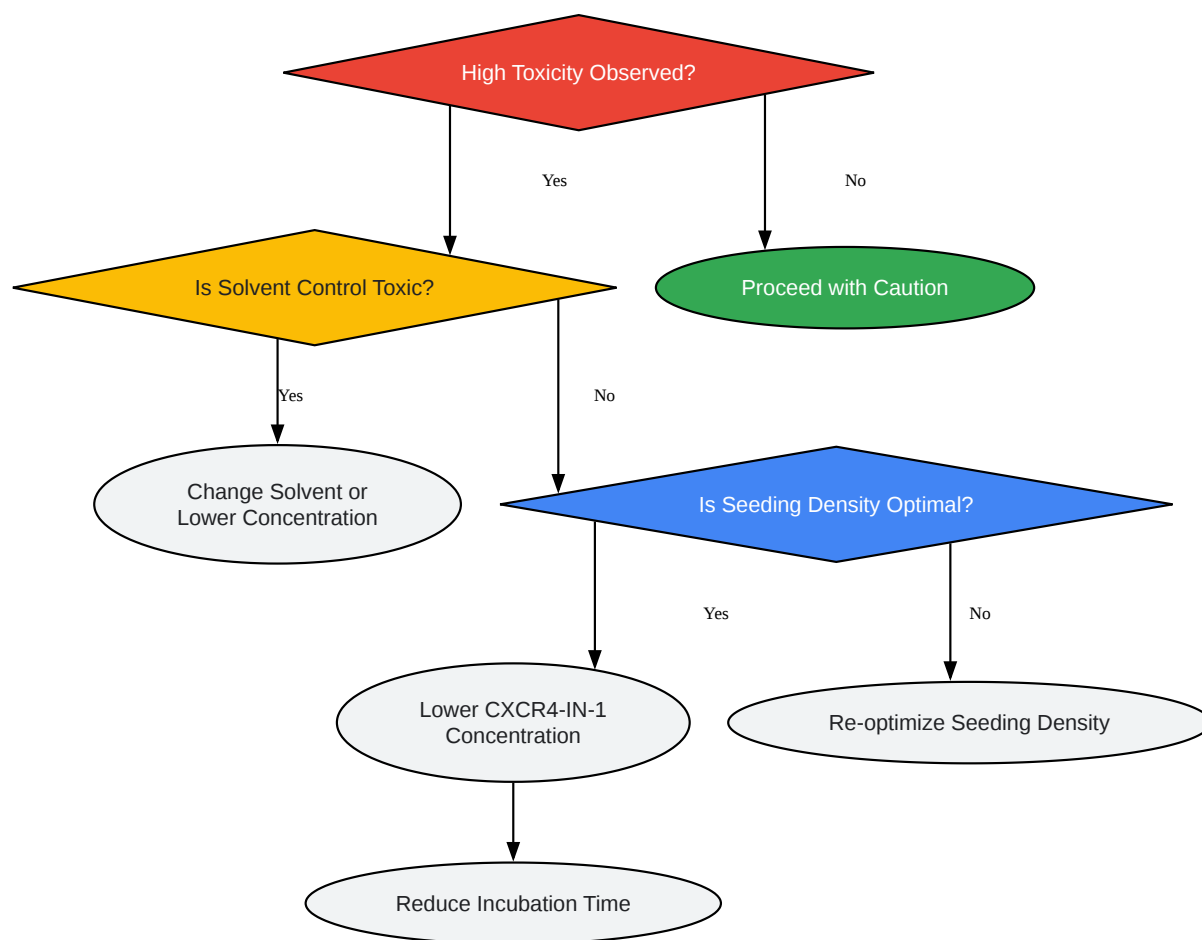 High Toxicity Observed?
Yes
No
Is Solvent Control Toxic?
Proceed with Caution
Yes
No
Change Solvent or
Lower Concentration
Is Seeding Density Optimal?
Yes
No
Lower CXCR4-IN-1
Concentration
Re-optimize Seeding Density
Reduce Incubation Time